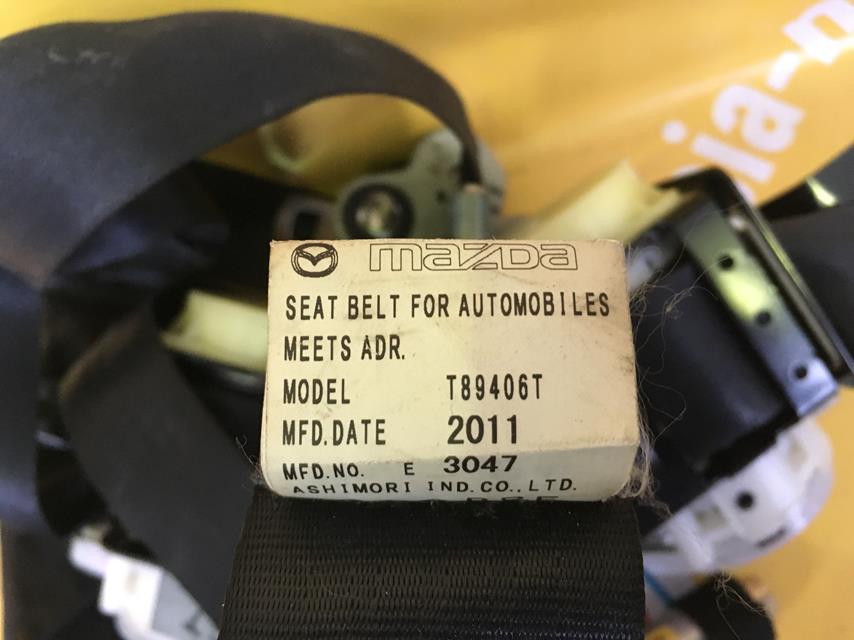 mazda
SEAT BELT FOR AUTOMOBILES
MEETS ADR.
MODEL T89406T
MFD.DATE 2011
MFD.NO. E 3047
ASHIMORI IND.CO.,LTD.